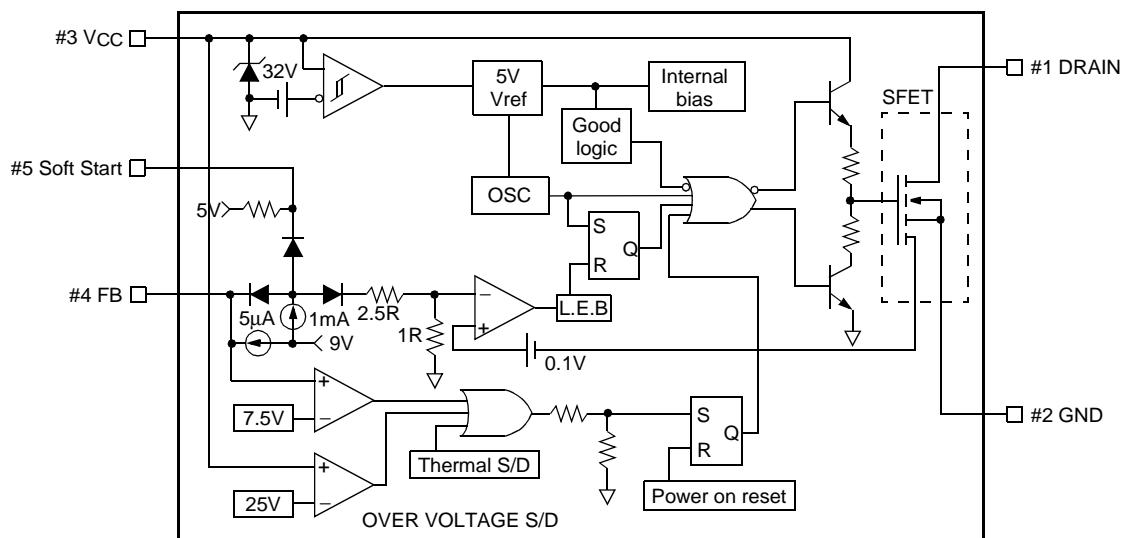 #3 VCC
32V
5V
Vref
Internal
bias
#1 DRAIN
SFET
Good
logic
#5 Soft Start
OSC
5V
S
Q
R
#4 FB
5μA
1mA
2.5R
−
+
L.E.B
1R
9V
0.1V
+
7.5V
−
S
Q
R
#2 GND
Thermal S/D
+
25V
−
Power on reset
OVER VOLTAGE S/D